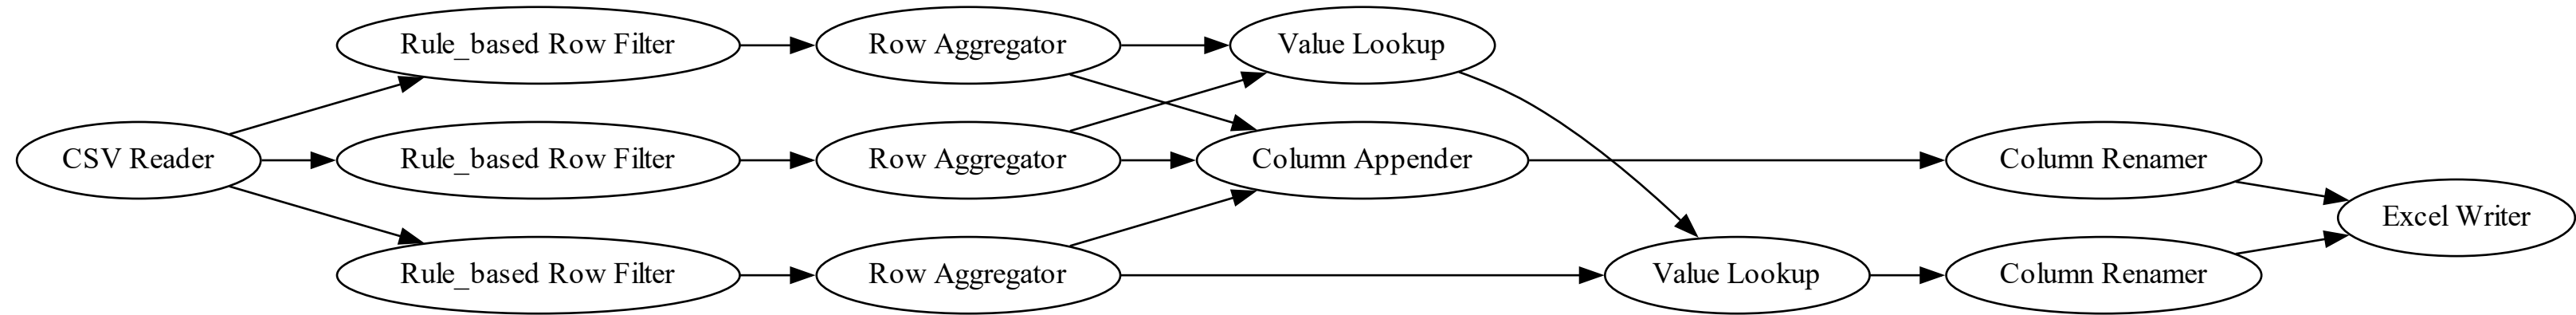 CSV Reader
Rule_based Row Filter
Rule_based Row Filter
Rule_based Row Filter
Row Aggregator
Row Aggregator
Row Aggregator
Value Lookup
Column Appender
Value Lookup
Column Renamer
Column Renamer
Excel Writer